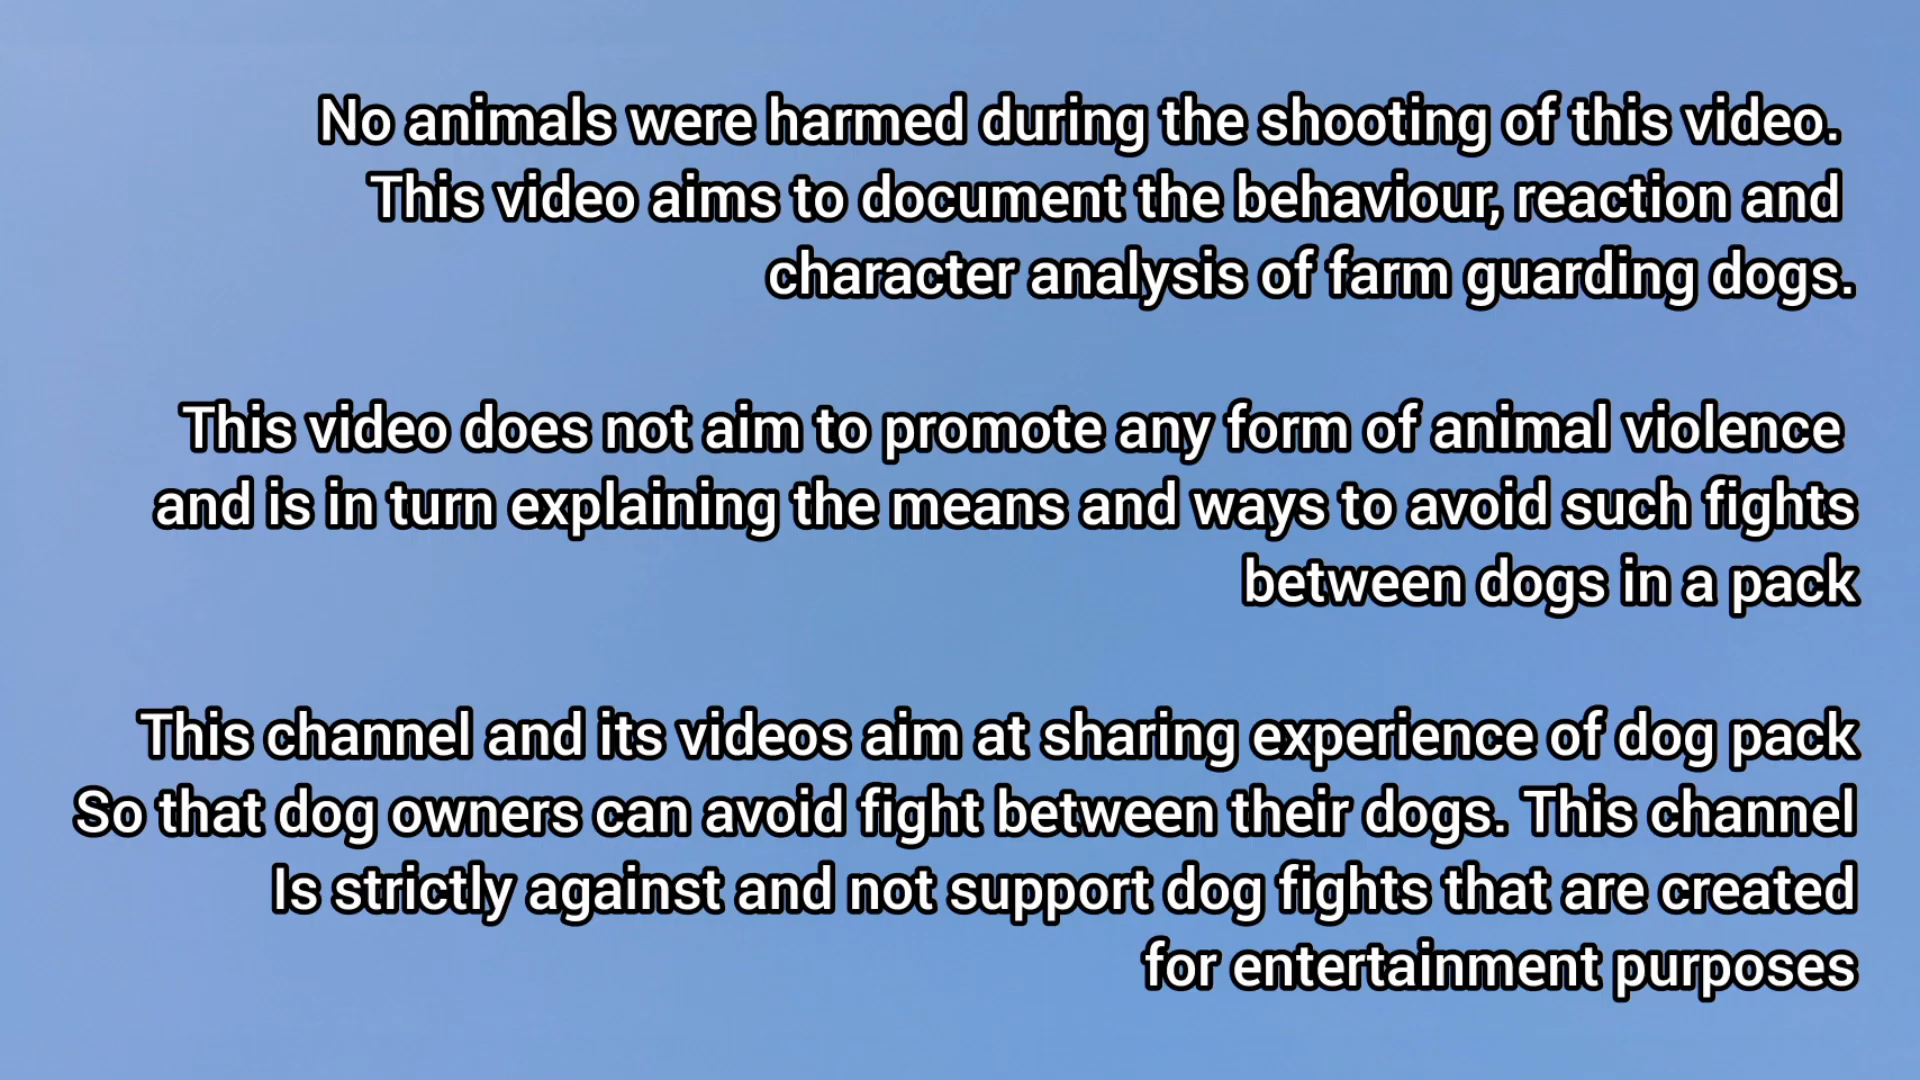 No animals were harmed during the shooting of this video.
This video aims to document the behaviour, reaction and
character analysis of farm guarding dogs.
This video does not aim to promote any form of animal violence
and is in turn explaining the means and ways to avoid such fights
between dogs in a pack
This channel and its videos aim at sharing experience of dog pack
So that dog owners can avoid fight between their dogs. This channel
Is strictly against and not support dog fights that are created
for entertainment purposes